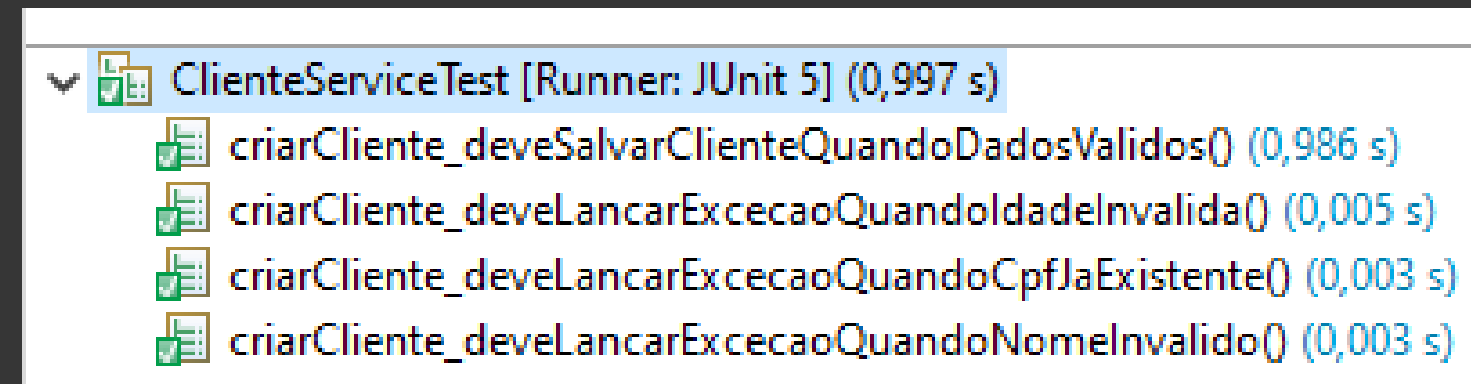 ClienteServiceTest [Runner: JUnit 5] (0,997 s)
criarCliente_deveSalvarClienteQuandoDadosValidos() (0,986 s)
criarCliente_deveLancarExcecaoQuandoIdadeInvalida() (0,005 s)
criarCliente_deveLancarExcecaoQuandoCpfJaExistente() (0,003 s)
criarCliente_deveLancarExcecaoQuandoNomeInvalido() (0,003 s)